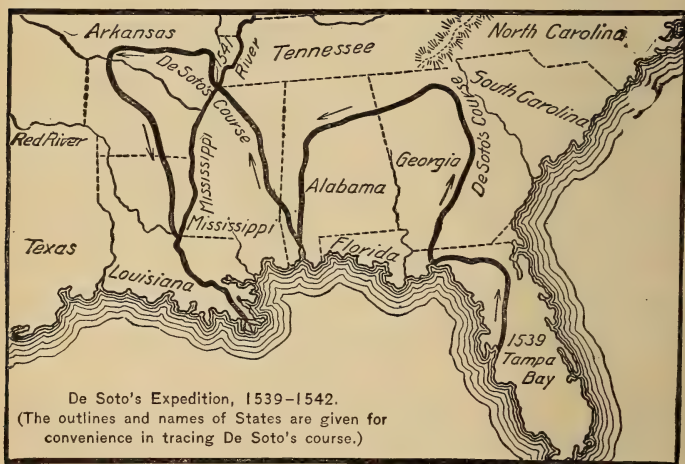 Arkansas
1541
River
Tennessee
North Carolina
De Soto's Course
South Carolina
De Soto's Course
Red River
Mississippi
Georgia
Alabama
Mississippi
Florida
Texas
Louisiana
1539
Tampa
Bay
De Soto's Expedition, 1539–1542.
(The outlines and names of States are given for
convenience in tracing De Soto's course.)